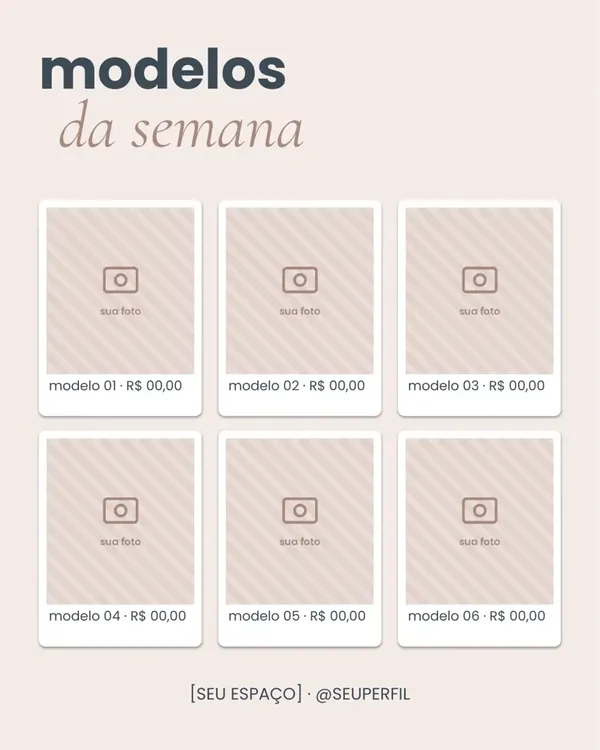 modelos
da semana
sua foto
sua foto
sua foto
modelo 01 · R$ 00,00
modelo 02 · R$ 00,00
modelo 03 · R$ 00,00
sua foto
sua foto
sua foto
modelo 04 · R$ 00,00
modelo 05 · R$ 00,00
modelo 06 · R$ 00,00
[SEU ESPAÇO] · @SEUPERFIL